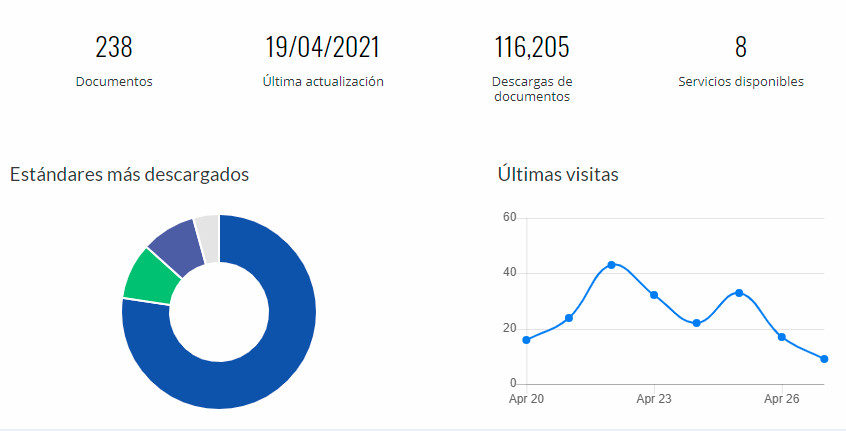 238
19/04/2021
116,205
8
Documentos
Última actualización
Descargas de
documentos
Servicios disponibles
Estándares más descargados
Últimas visitas
60
40
20
0
Apr 20
Apr 23
Apr 26